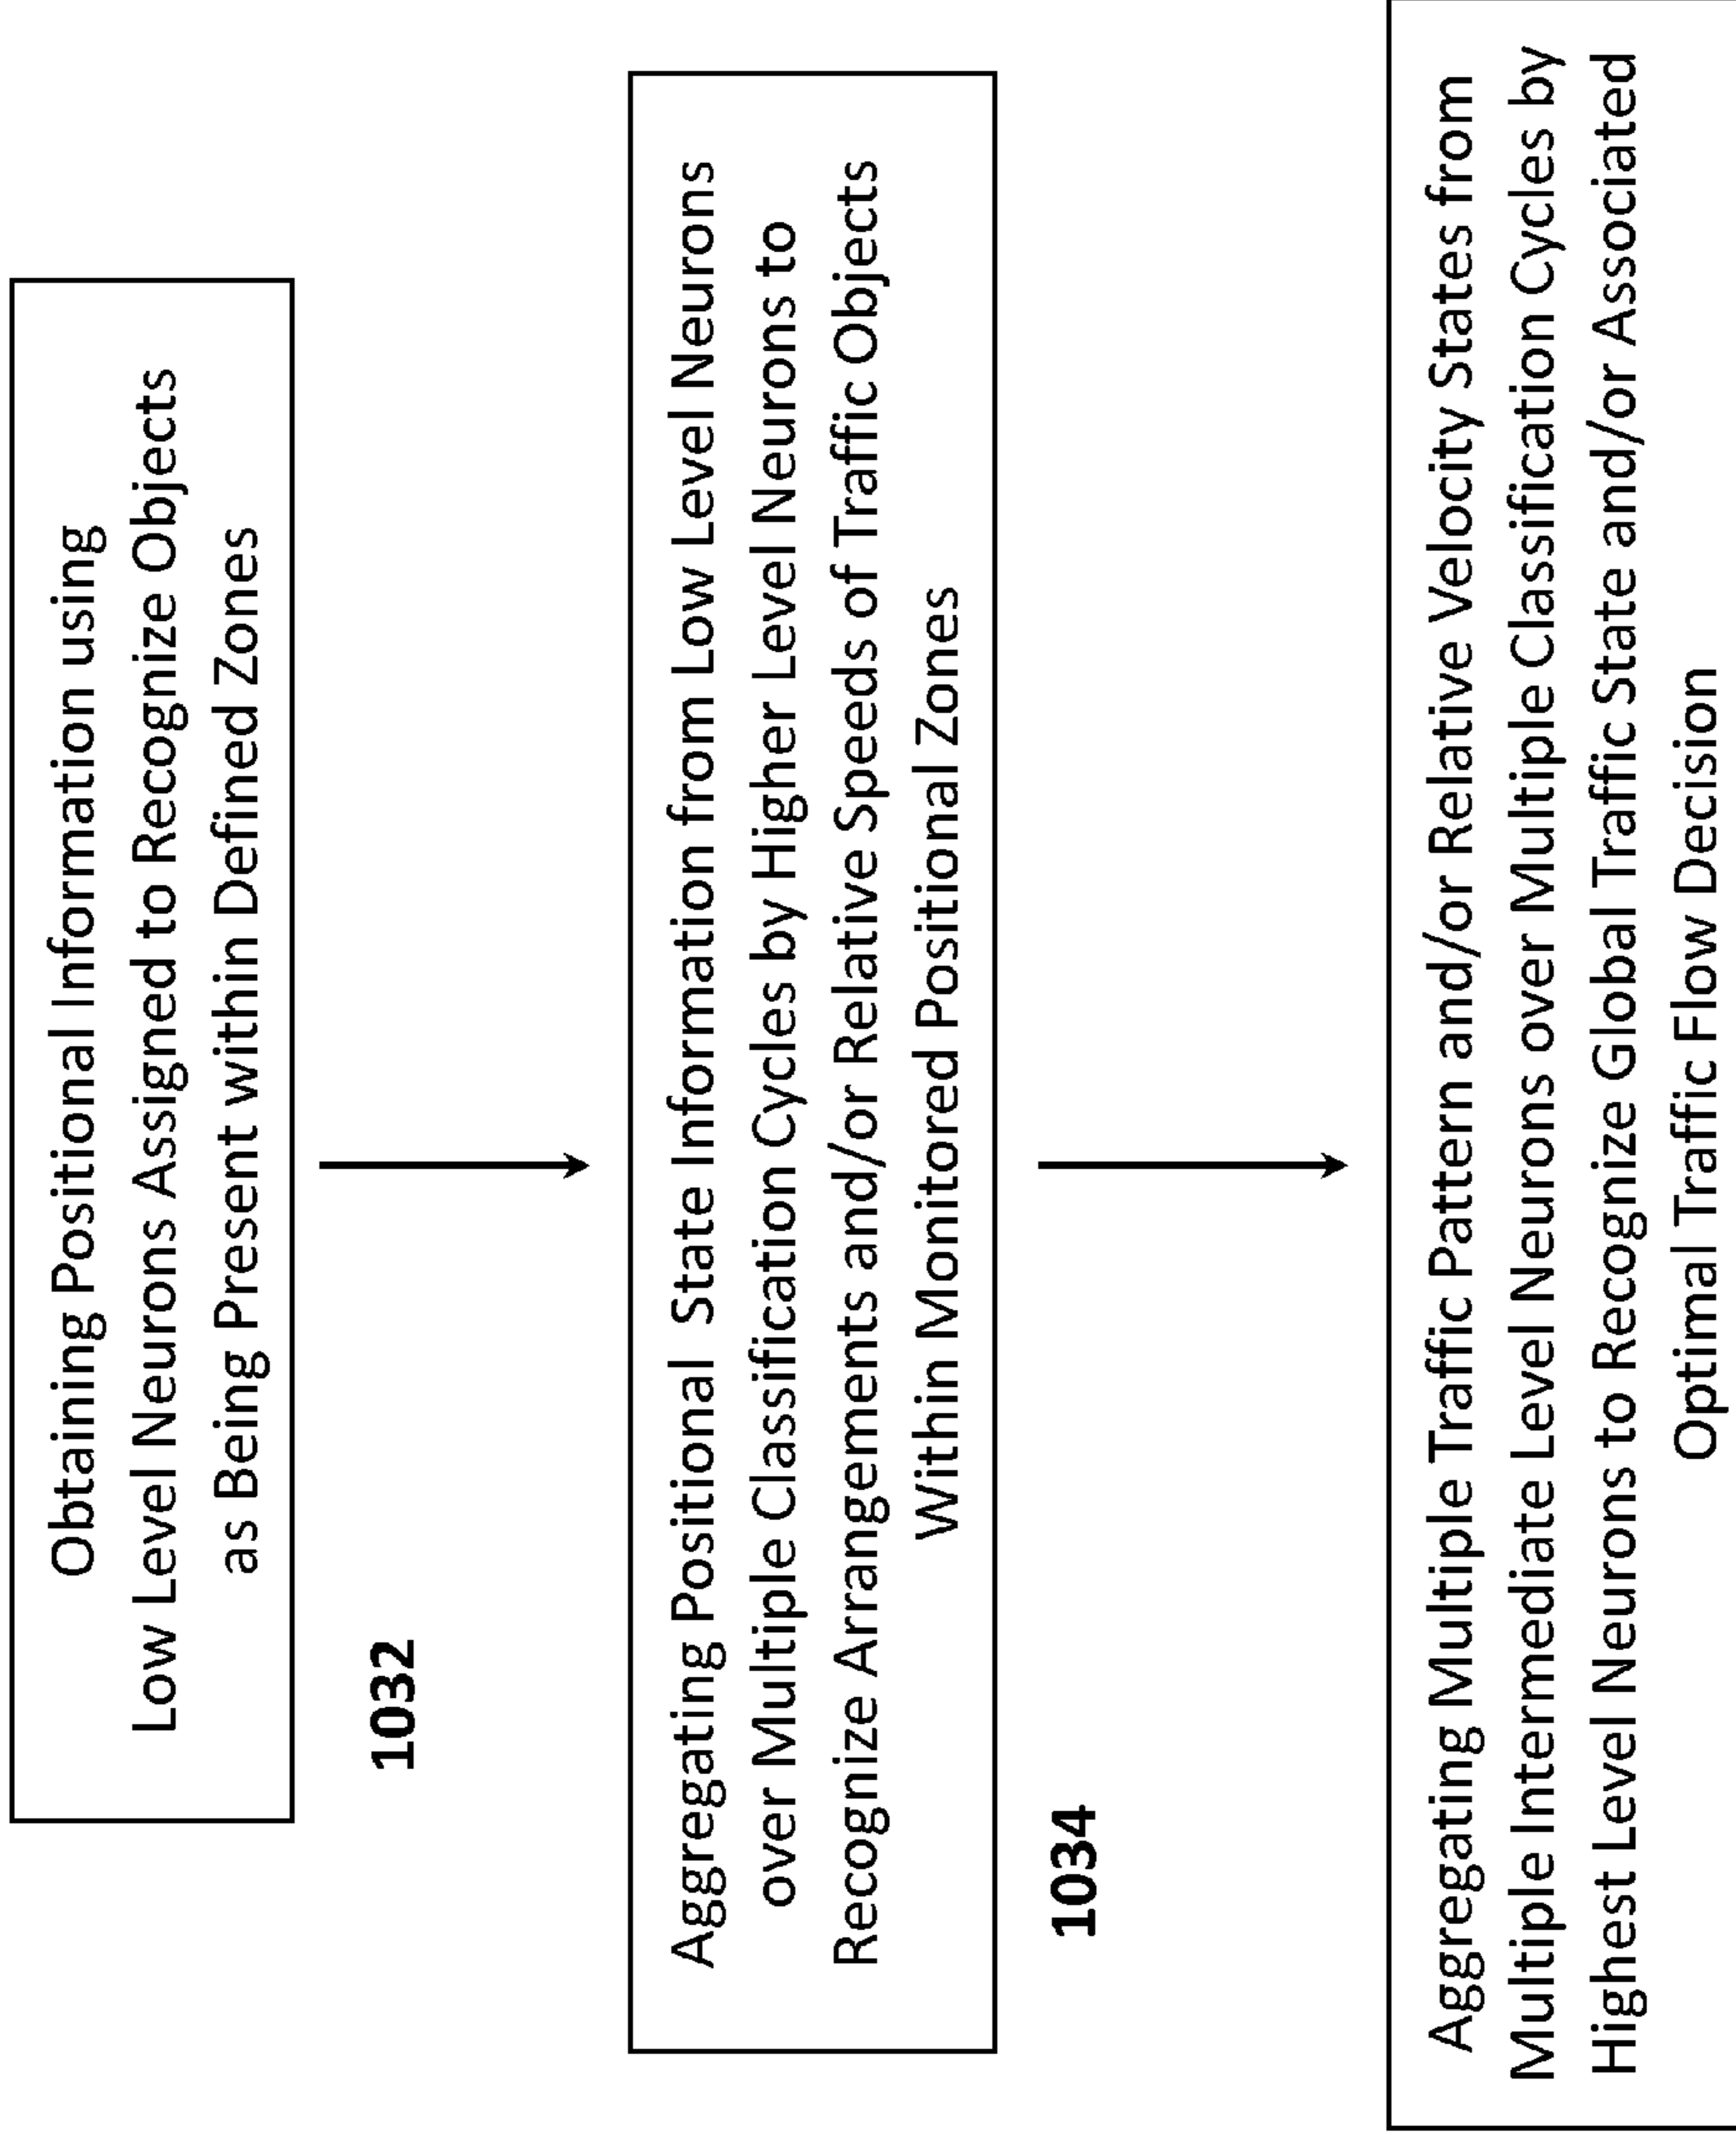 Obtaining Positional Information using
Low Level Neurons Assigned to Recognize Objects
as Being Present within Defined Zones
1032
Aggregating Positional State Information from Low Level Neurons
over Multiple Classification Cycles by Higher Level Neurons to
Recognize Arrangements and/or Relative Speeds of Traffic Objects
Within Monitored Positional Zones
1034
Aggregating Multiple Traffic Pattern and/or Relative Velocity States from
Multiple Intermediate Level Neurons over Multiple Classification Cycles by
Highest Level Neurons to Recognize Global Traffic State and/or Associated
Optimal Traffic Flow Decision